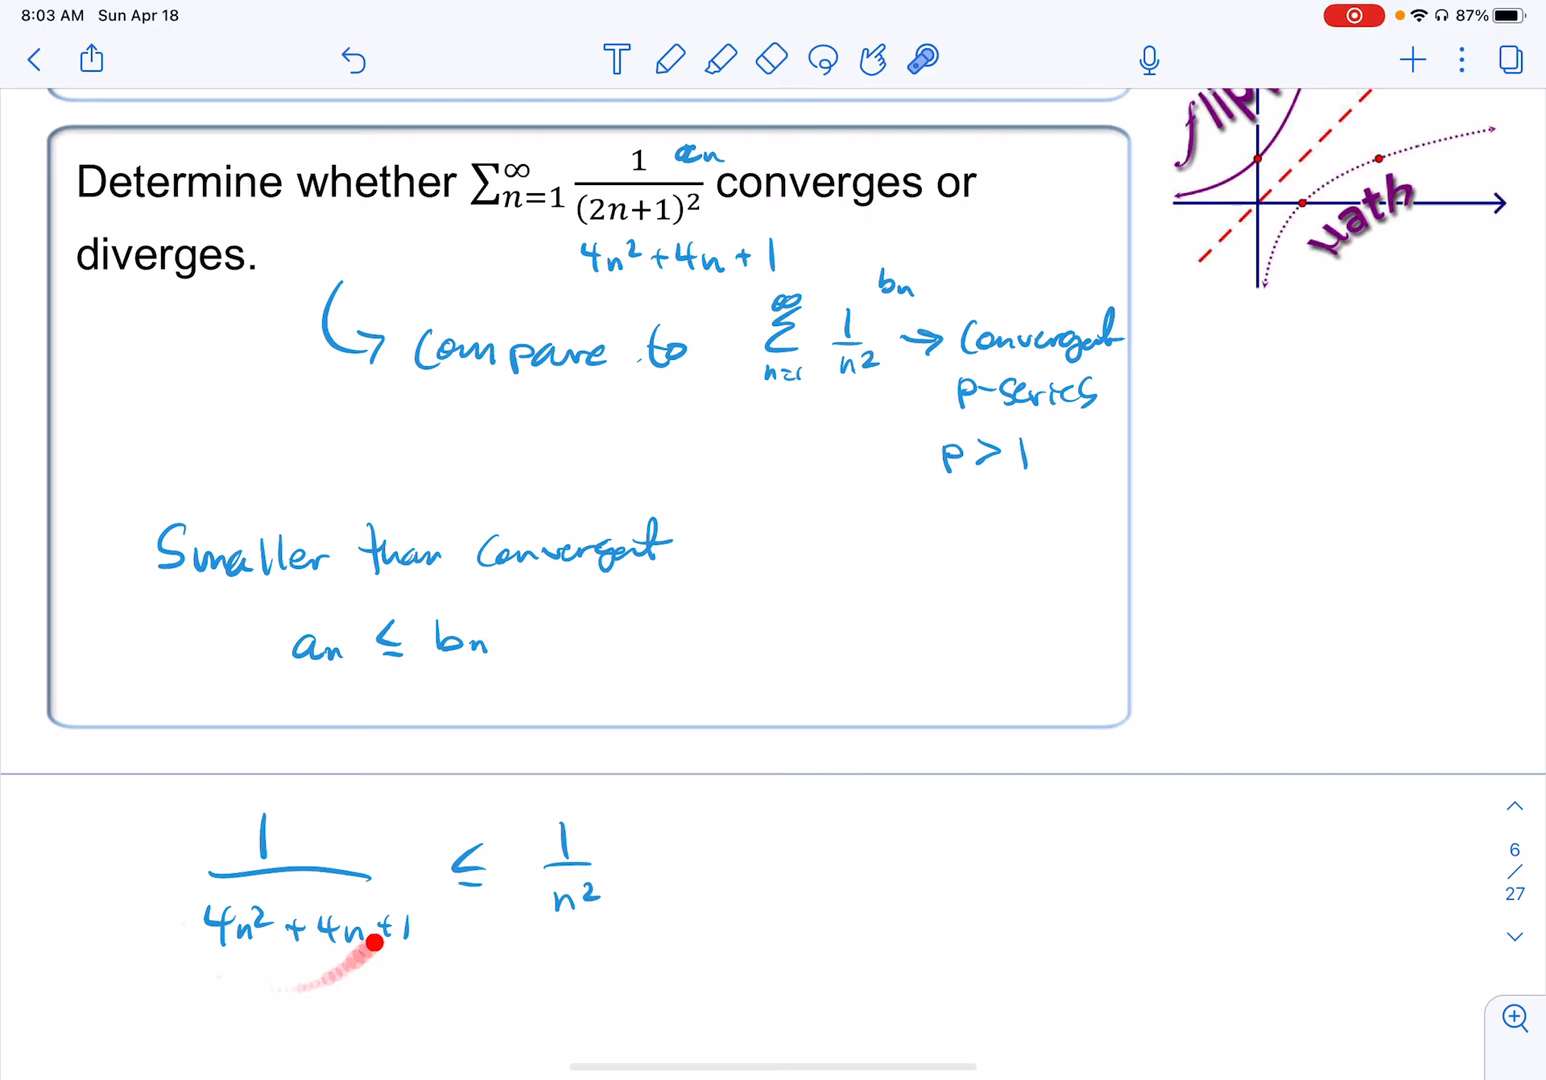 8:03 AM Sun Apr 18
87%
T
flip
math
Determine whether ∑_{n=1}^{∞} 1/(2n+1)^2 converges or
an
diverges.
4n² + 4n + 1
bn
Compare to ∑_{n=1}^{∞} 1/n² → Convergent
p-series
p > 1
Smaller than convergent
an ≤ bn
1/(4n² + 4n + 1) ≤ 1/n²
6
/
27